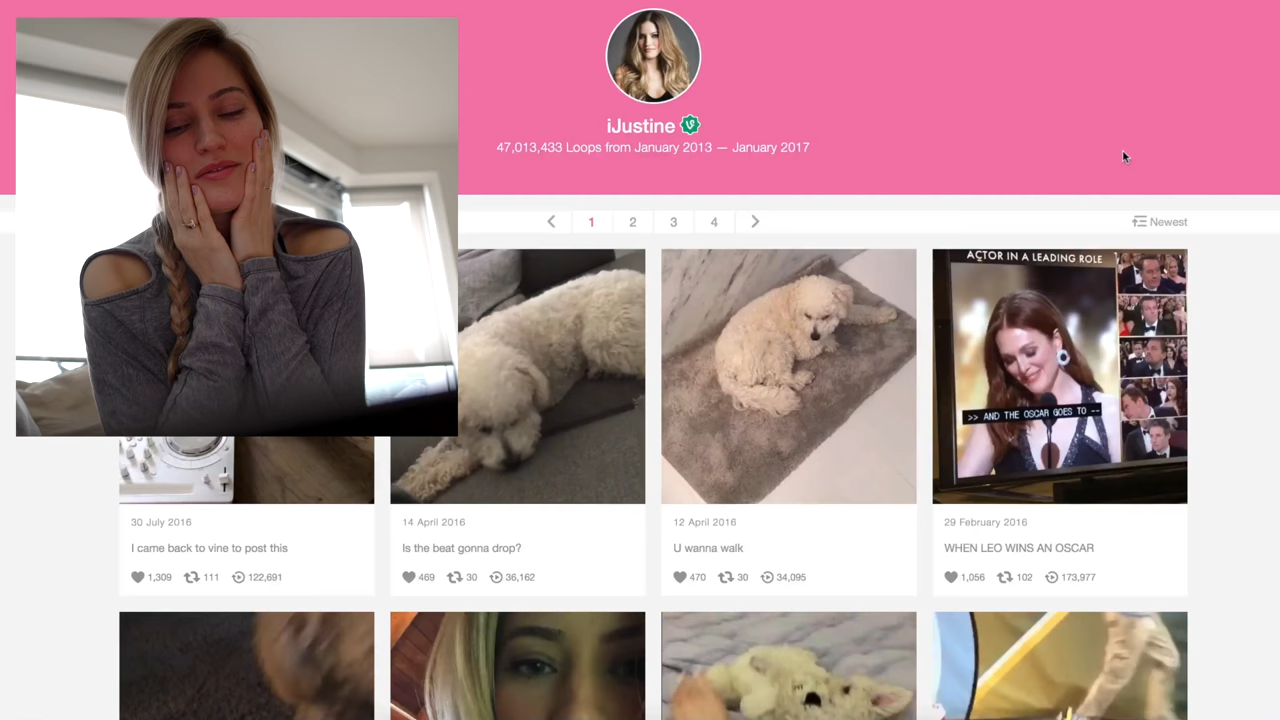 iJustine
47,013,433 Loops from January 2013 — January 2017
1 2 3 4
Newest
ACTOR IN A LEADING ROLE
>> AND THE OSCAR GOES TO --
30 July 2016
I came back to vine to post this
1,309 111 122,691
14 April 2016
Is the beat gonna drop?
469 30 36,162
12 April 2016
U wanna walk
470 30 34,095
29 February 2016
WHEN LEO WINS AN OSCAR
1,056 102 173,977